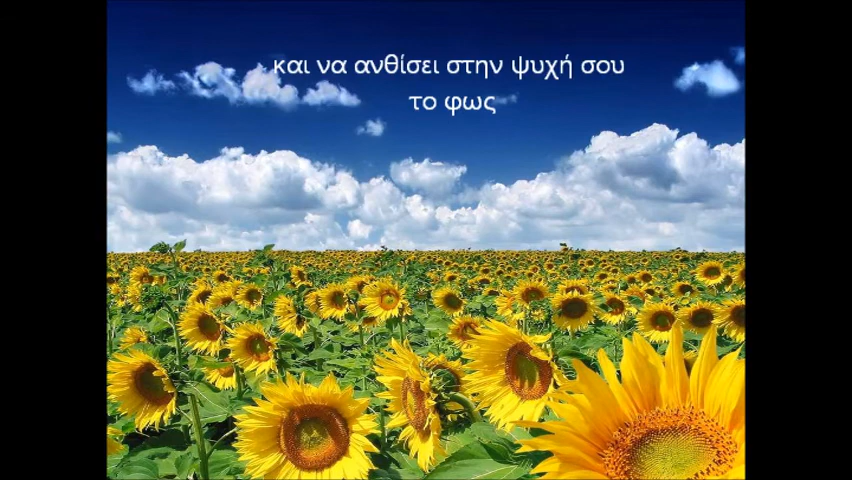 και να ανθίσει στην ψυχή σου
το φως